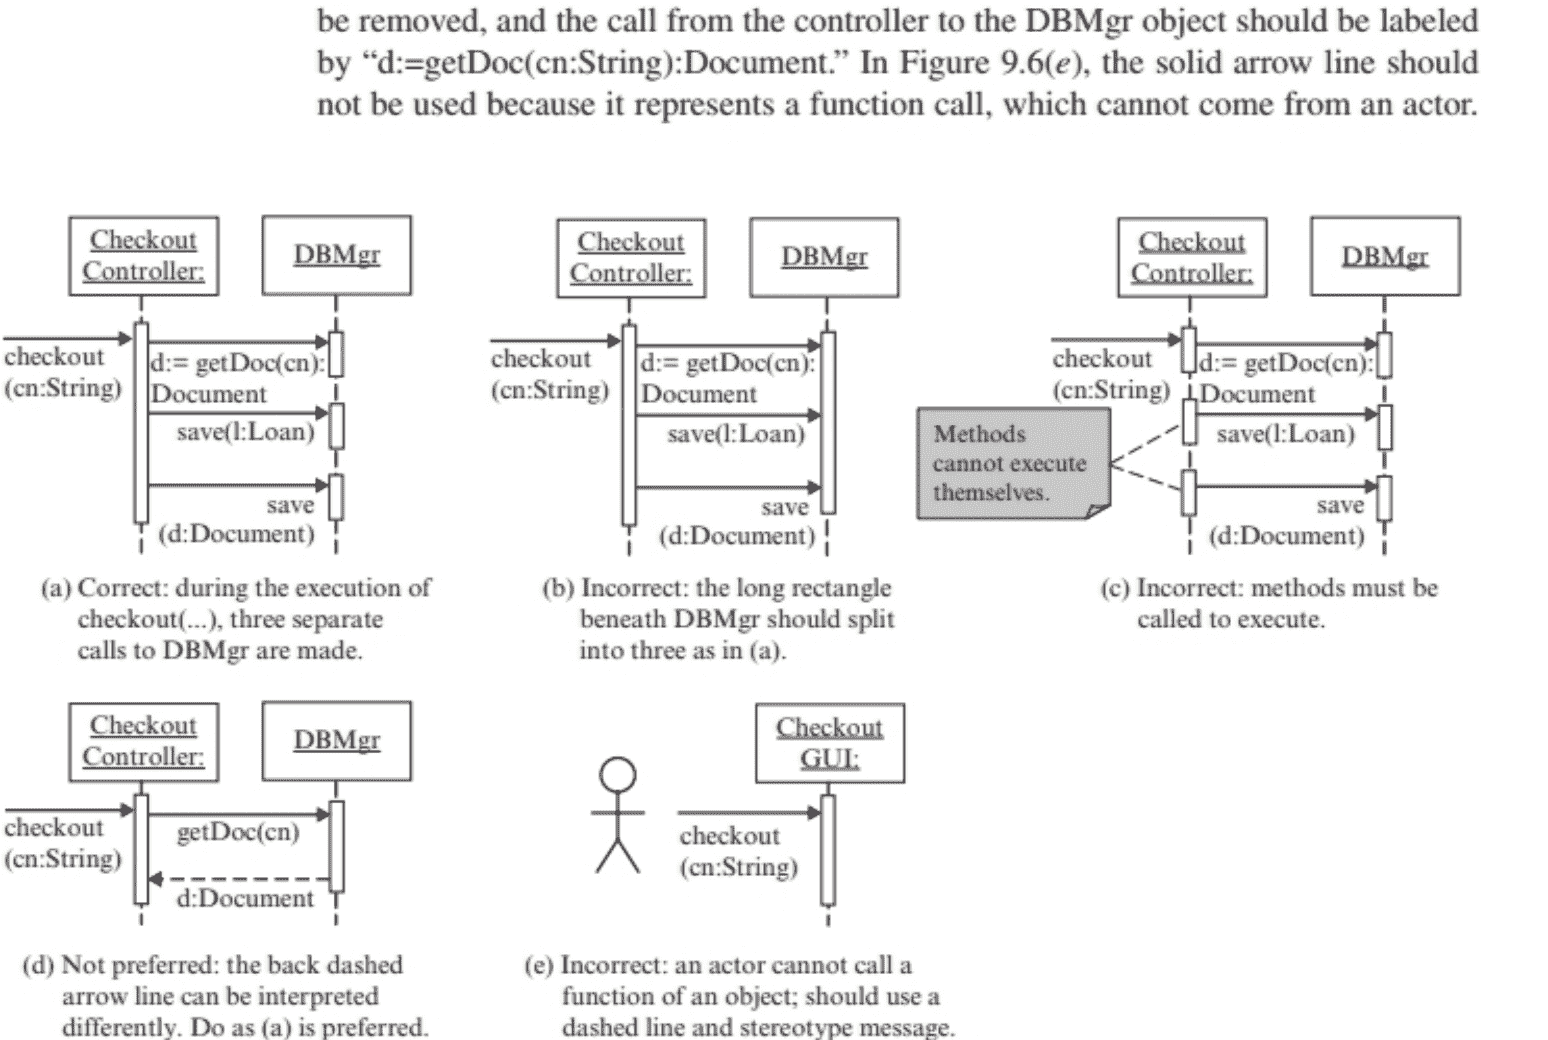 be removed, and the call from the controller to the DBMgr object should be labeled
by “d:=getDoc(cn:String):Document.” In Figure 9.6(e), the solid arrow line should
not be used because it represents a function call, which cannot come from an actor.
Checkout
Controller:
DBMgr
checkout
(cn:String)
d:= getDoc(cn):
Document
save(l:Loan)
save
(d:Document)
(a) Correct: during the execution of
checkout(...), three separate
calls to DBMgr are made.
Checkout
Controller:
DBMgr
checkout
(cn:String)
d:= getDoc(cn):
Document
save(l:Loan)
save
(d:Document)
(b) Incorrect: the long rectangle
beneath DBMgr should split
into three as in (a).
Checkout
Controller:
DBMgr
checkout
(cn:String)
d:= getDoc(cn):
Document
save(l:Loan)
save
(d:Document)
Methods
cannot execute
themselves.
(c) Incorrect: methods must be
called to execute.
Checkout
Controller:
DBMgr
checkout
(cn:String)
getDoc(cn)
d:Document
(d) Not preferred: the back dashed
arrow line can be interpreted
differently. Do as (a) is preferred.
Checkout
GUI:
checkout
(cn:String)
(e) Incorrect: an actor cannot call a
function of an object; should use a
dashed line and stereotype message.